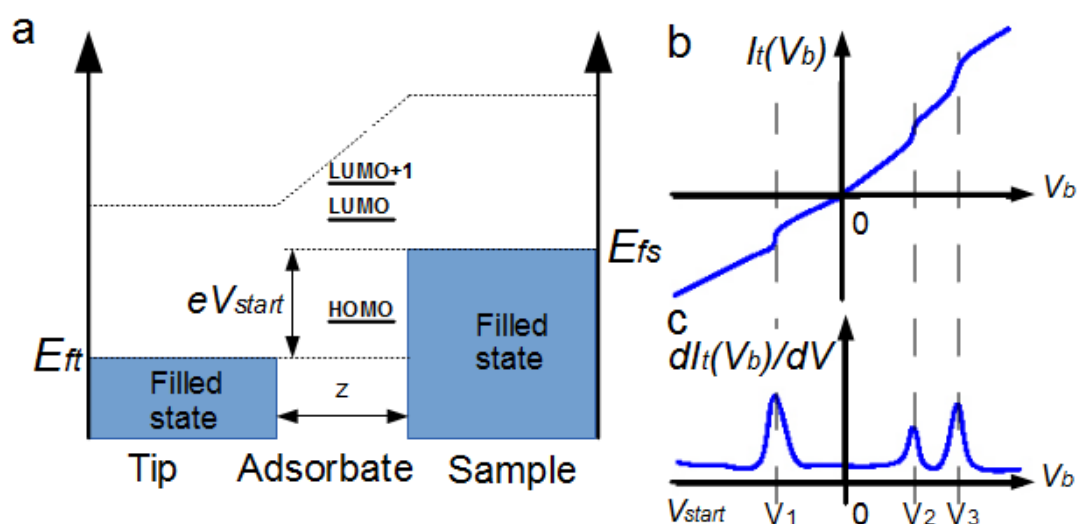 a
LUMO+1
LUMO
Efs
eVstart
HOMO
Filled
state
Eft
Filled
state
z
Tip Adsorbate Sample
b
It(Vb)
Vb
0
c
dIt(Vb)/dV
Vb
Vstart V1 0 V2 V3